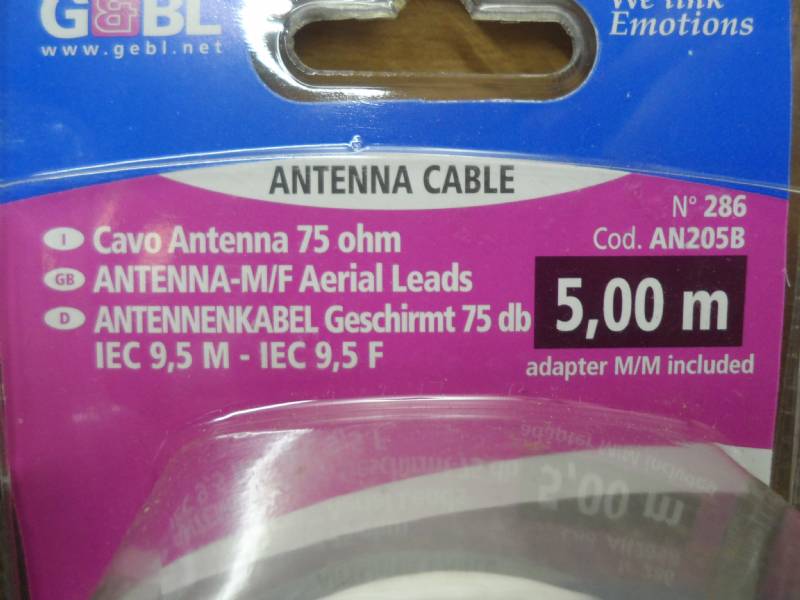 G&BL
www.gebl.net
We link
Emotions
ANTENNA CABLE
N° 286
Cod. AN205B
I Cavo Antenna 75 ohm
GB ANTENNA-M/F Aerial Leads
D ANTENNENKABEL Geschirmt 75 db
IEC 9,5 M - IEC 9,5 F
5,00 m
adapter M/M included